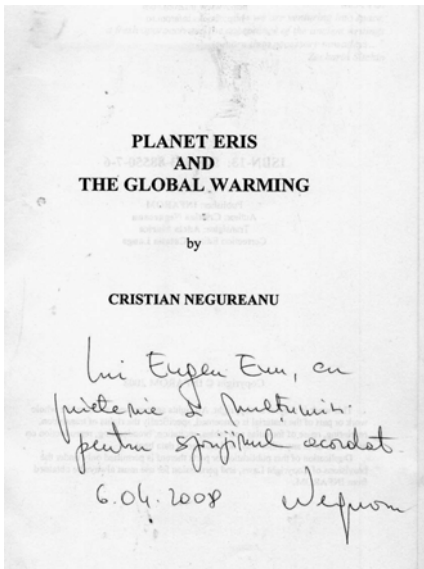 PLANET ERIS
AND
THE GLOBAL WARMING
by
CRISTIAN NEGUREANU
Lui Eugen Enu, cu
prietenie și mulțumiri
pentru sprijinul acordat
6.04.2008